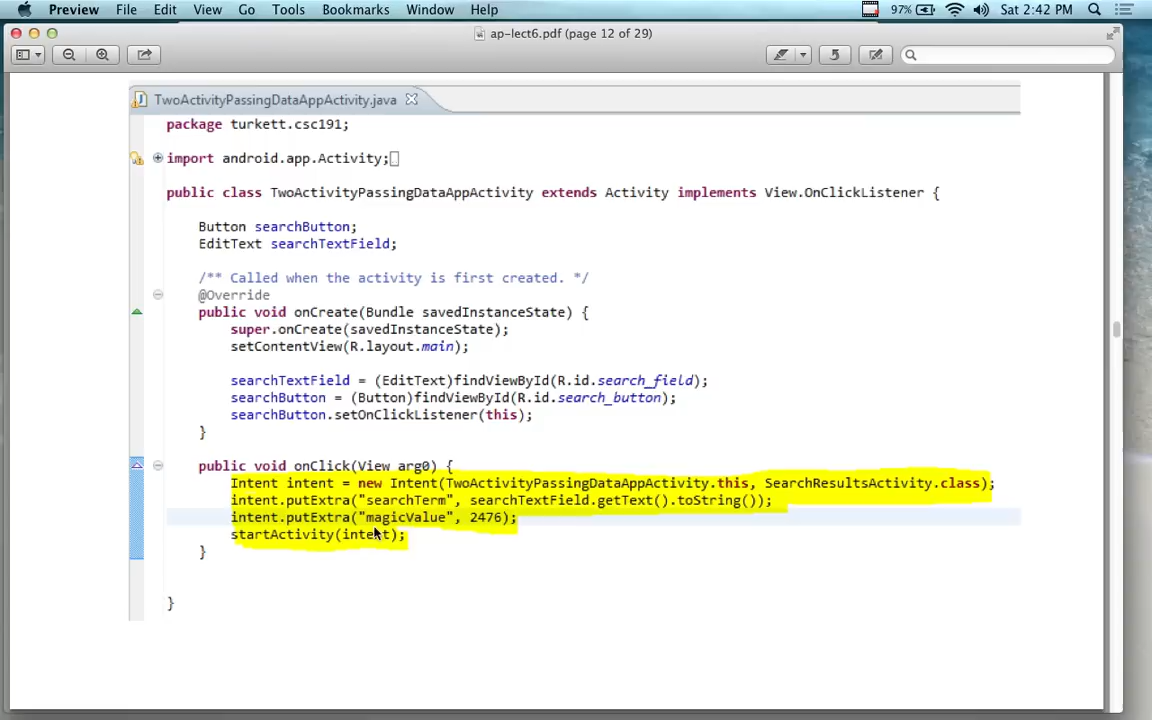 Preview File Edit View Go Tools Bookmarks Window Help 97% Sat 2:42 PM
ap-lect6.pdf (page 12 of 29)
TwoActivityPassingDataAppActivity.java
package turkett.csc191;
import android.app.Activity;
public class TwoActivityPassingDataAppActivity extends Activity implements View.OnClickListener {
Button searchButton;
EditText searchTextField;
/** Called when the activity is first created. */
@Override
public void onCreate(Bundle savedInstanceState) {
super.onCreate(savedInstanceState);
setContentView(R.layout.main);
searchTextField = (EditText)findViewById(R.id.search_field);
searchButton = (Button)findViewById(R.id.search_button);
searchButton.setOnClickListener(this);
}
public void onClick(View arg0) {
Intent intent = new Intent(TwoActivityPassingDataAppActivity.this, SearchResultsActivity.class);
intent.putExtra("searchTerm", searchTextField.getText().toString());
intent.putExtra("magicValue", 2476);
startActivity(intent);
}
}